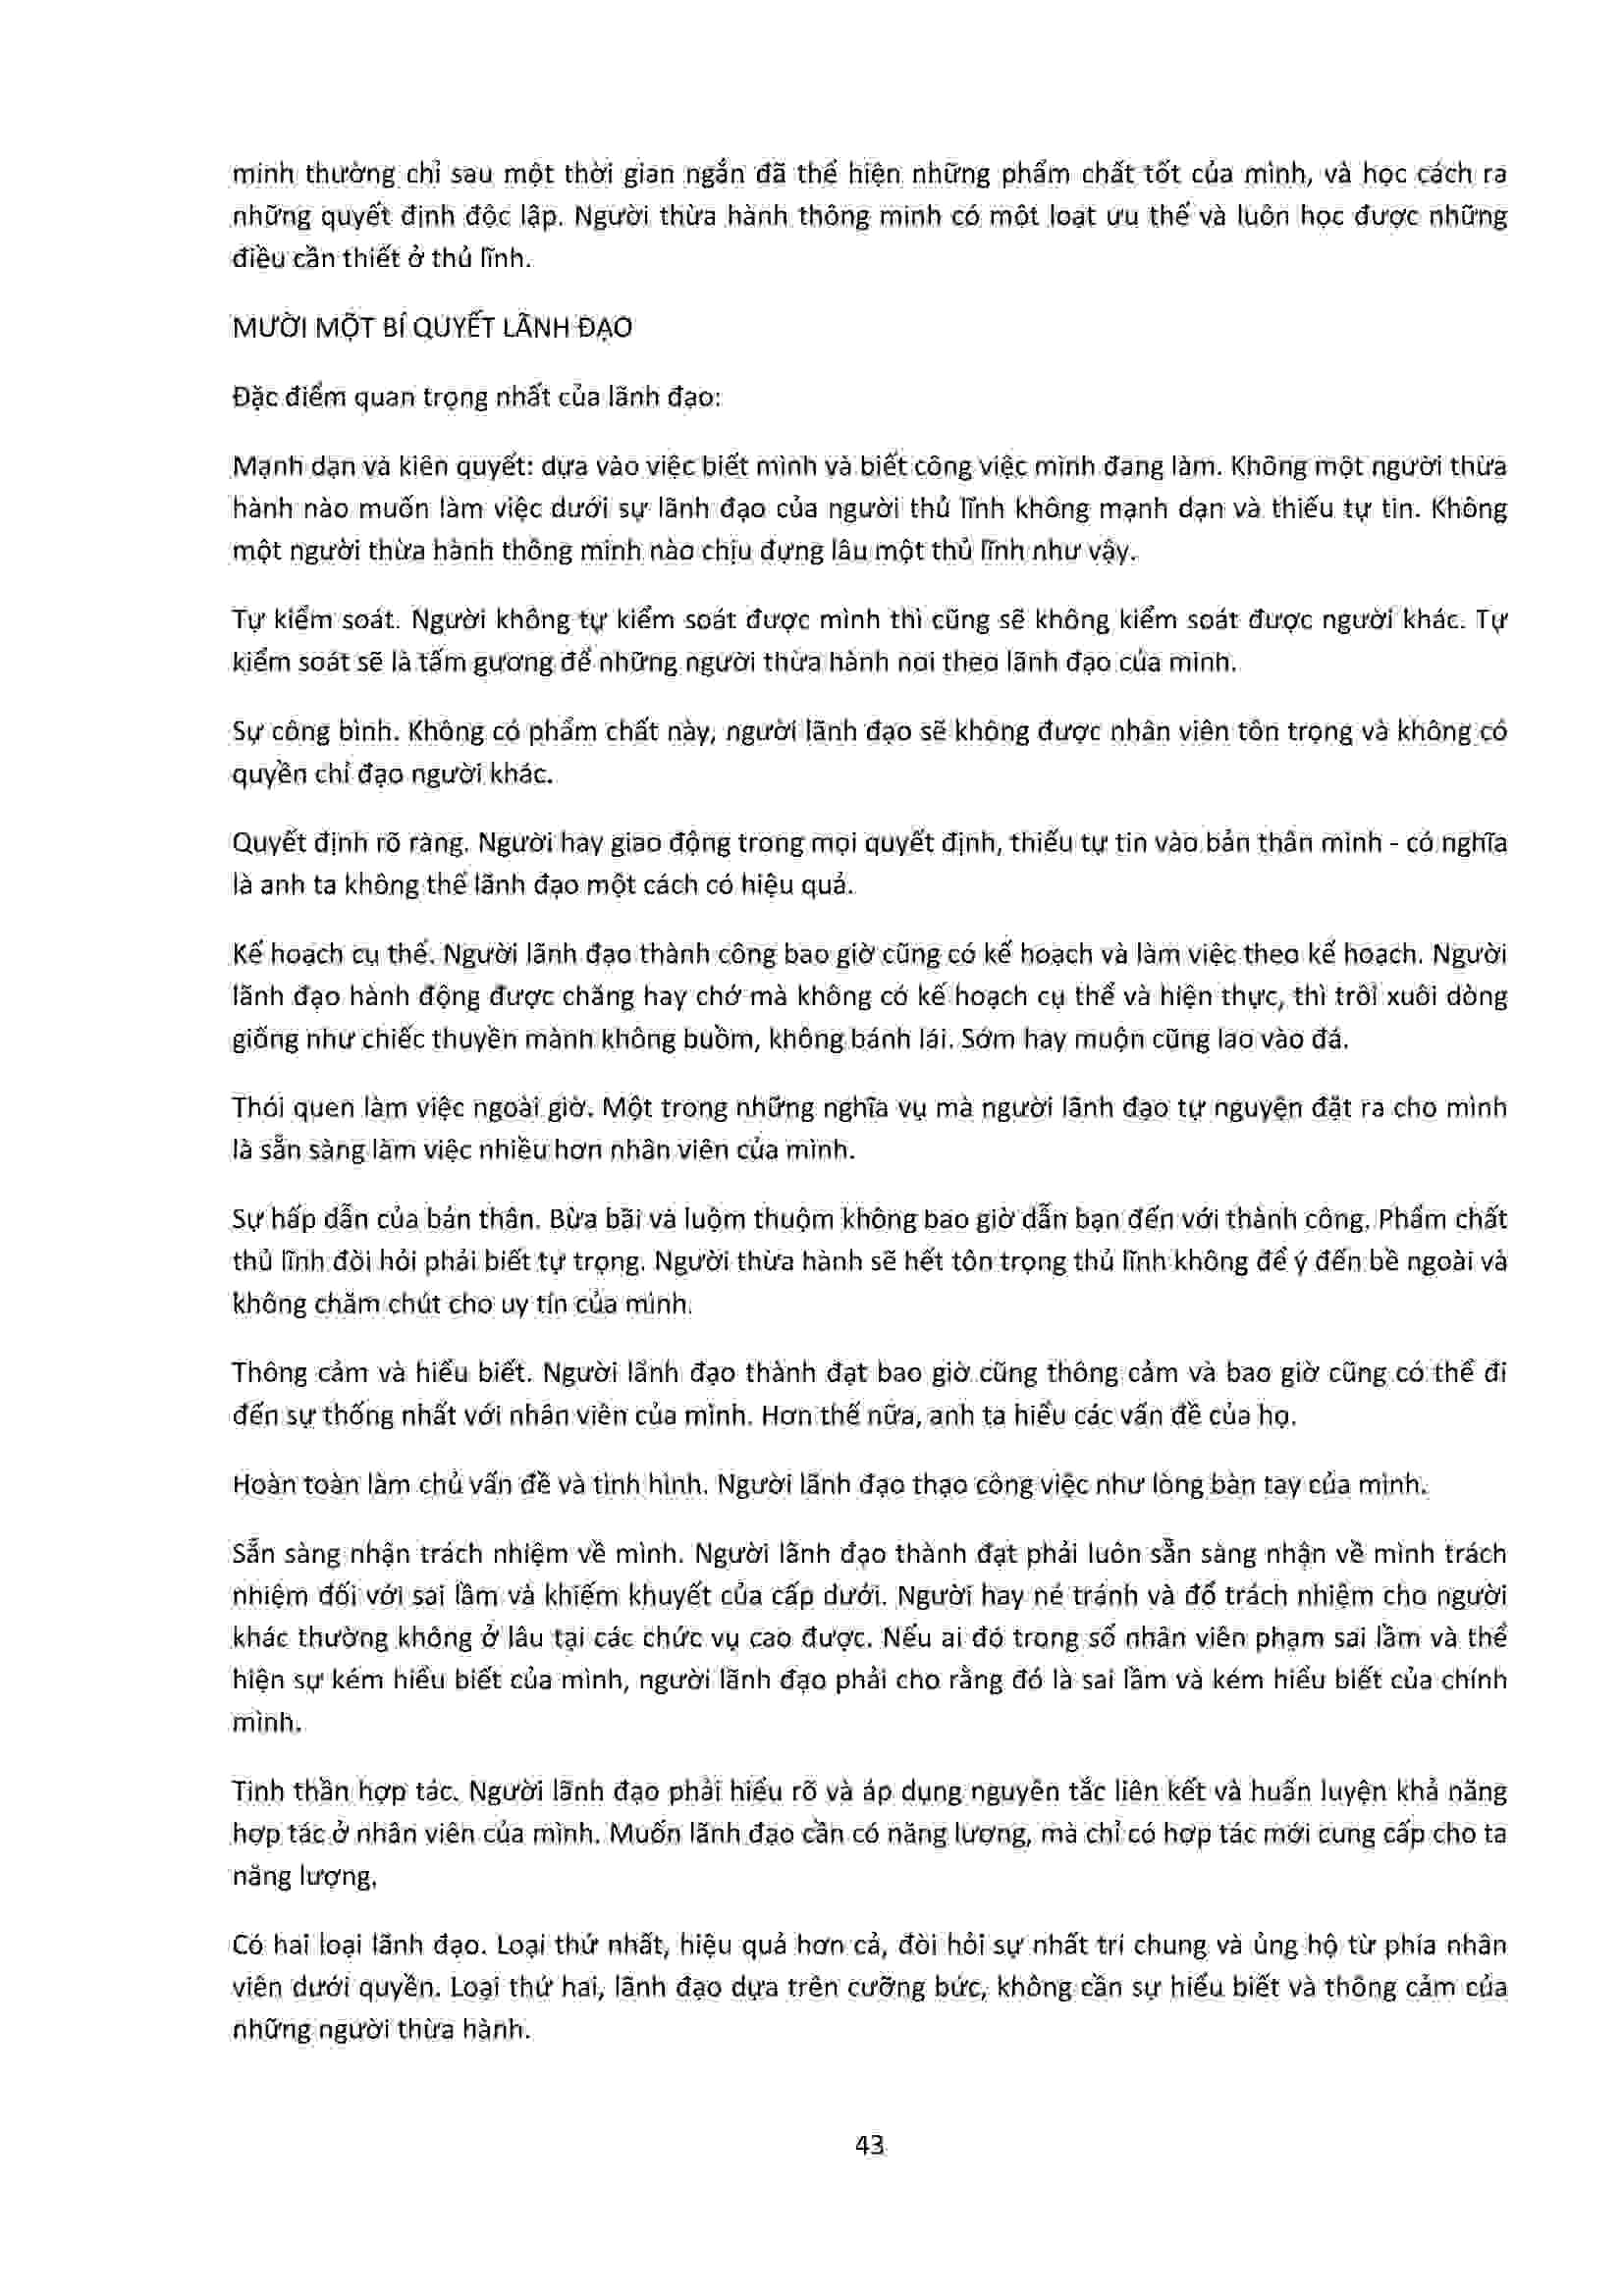 minh thường chỉ sau một thời gian ngắn đã thể hiện những phẩm chất tốt của mình, và học cách ra
những quyết định độc lập. Người thừa hành thông minh có một loạt ưu thế và luôn học được những
điều cần thiết ở thủ lĩnh.
MƯỜI MỘT BÍ QUYẾT LÃNH ĐẠO
Đặc điểm quan trọng nhất của lãnh đạo:
Mạnh dạn và kiên quyết: dựa vào việc biết mình và biết công việc mình đang làm. Không một người thừa
hành nào muốn làm việc dưới sự lãnh đạo của người thủ lĩnh không mạnh dạn và thiếu tự tin. Không
một người thừa hành thông minh nào chịu đựng lâu một thủ lĩnh như vậy.
Tự kiểm soát. Người không tự kiểm soát được mình thì cũng sẽ không kiểm soát được người khác. Tự
kiểm soát sẽ là tấm gương để những người thừa hành noi theo lãnh đạo của mình.
Sự công bình. Không có phẩm chất này, người lãnh đạo sẽ không được nhân viên tôn trọng và không có
quyền chỉ đạo người khác.
Quyết định rõ ràng. Người hay giao động trong mọi quyết định, thiếu tự tin vào bản thân mình - có nghĩa
là anh ta không thể lãnh đạo một cách có hiệu quả.
Kế hoạch cụ thể. Người lãnh đạo thành công bao giờ cũng có kế hoạch và làm việc theo kế hoạch. Người
lãnh đạo hành động được chăng hay chớ mà không có kế hoạch cụ thể và hiện thực, thì trôi xuôi dòng
giống như chiếc thuyền mành không buồm, không bánh lái. Sớm hay muộn cũng lao vào đá.
Thói quen làm việc ngoài giờ. Một trong những nghĩa vụ mà người lãnh đạo tự nguyện đặt ra cho mình
là sẵn sàng làm việc nhiều hơn nhân viên của mình.
Sự hấp dẫn của bản thân. Bừa bãi và luộm thuộm không bao giờ dẫn bạn đến với thành công. Phẩm chất
thủ lĩnh đòi hỏi phải biết tự trọng. Người thừa hành sẽ hết tôn trọng thủ lĩnh không để ý đến bề ngoài và
không chăm chút cho uy tín của mình.
Thông cảm và hiểu biết. Người lãnh đạo thành đạt bao giờ cũng thông cảm và bao giờ cũng có thể đi
đến sự thống nhất với nhân viên của mình. Hơn thế nữa, anh ta hiểu các vấn đề của họ.
Hoàn toàn làm chủ vấn đề và tình hình. Người lãnh đạo thạo công việc như lòng bàn tay của mình.
Sẵn sàng nhận trách nhiệm về mình. Người lãnh đạo thành đạt phải luôn sẵn sàng nhận về mình trách
nhiệm đối với sai lầm và khiếm khuyết của cấp dưới. Người hay né tránh và đổ trách nhiệm cho người
khác thường không ở lâu tại các chức vụ cao được. Nếu ai đó trong số nhân viên phạm sai lầm và thể
hiện sự kém hiểu biết của mình, người lãnh đạo phải cho rằng đó là sai lầm và kém hiểu biết của chính
mình.
Tinh thần hợp tác. Người lãnh đạo phải hiểu rõ và áp dụng nguyên tắc liên kết và huấn luyện khả năng
hợp tác ở nhân viên của mình. Muốn lãnh đạo cần có năng lượng, mà chỉ có hợp tác mới cung cấp cho ta
năng lượng.
Có hai loại lãnh đạo. Loại thứ nhất, hiệu quả hơn cả, đòi hỏi sự nhất trí chung và ủng hộ từ phía nhân
viên dưới quyền. Loại thứ hai, lãnh đạo dựa trên cưỡng bức, không cần sự hiểu biết và thông cảm của
những người thừa hành.
43